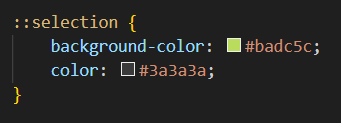 ::selection {
    background-color: #badc5c;
    color: #3a3a3a;
}